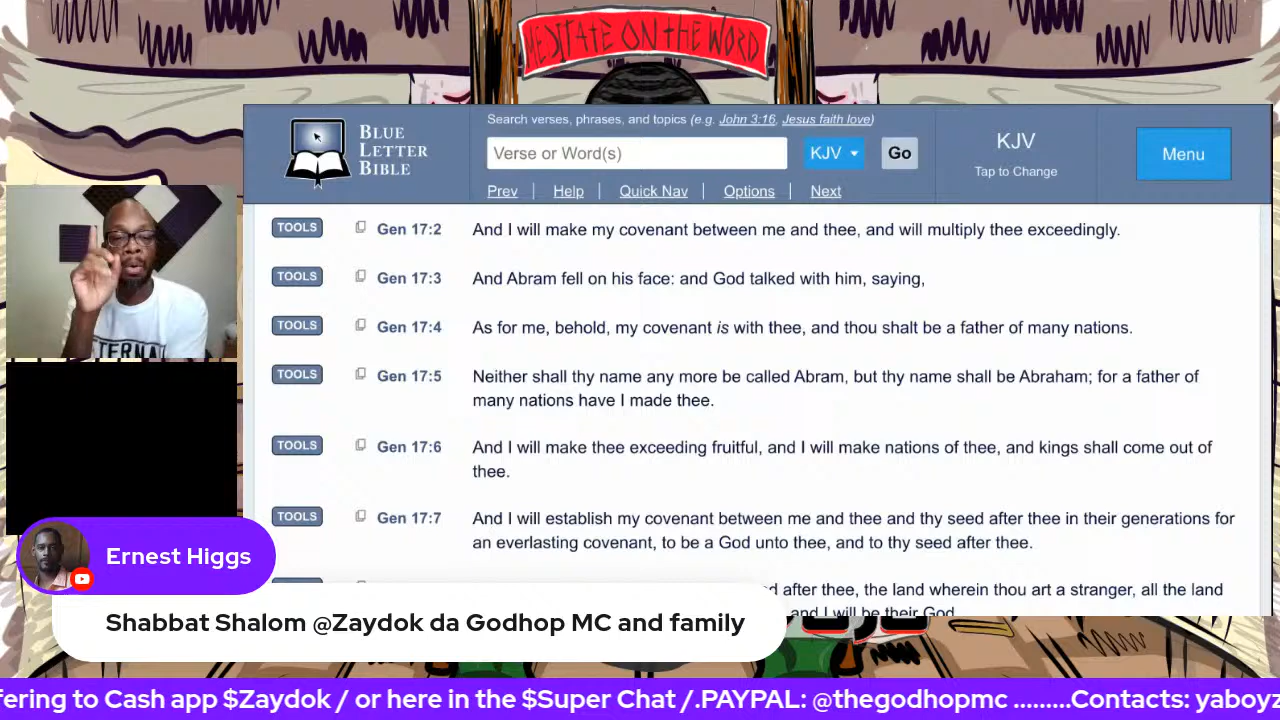 MEDITATE ON THE WORD
BLUE
LETTER
BIBLE
Search verses, phrases, and topics (e.g. John 3:16, Jesus faith love)
Verse or Word(s)
KJV
Go
Prev | Help | Quick Nav | Options | Next
KJV
Tap to Change
Menu
TOOLS Gen 17:2 And I will make my covenant between me and thee, and will multiply thee exceedingly.
TOOLS Gen 17:3 And Abram fell on his face: and God talked with him, saying,
TOOLS Gen 17:4 As for me, behold, my covenant is with thee, and thou shalt be a father of many nations.
TOOLS Gen 17:5 Neither shall thy name any more be called Abram, but thy name shall be Abraham; for a father of
many nations have I made thee.
TOOLS Gen 17:6 And I will make thee exceeding fruitful, and I will make nations of thee, and kings shall come out of
thee.
TOOLS Gen 17:7 And I will establish my covenant between me and thee and thy seed after thee in their generations for
an everlasting covenant, to be a God unto thee, and to thy seed after thee.
after thee, the land wherein thou art a stranger, all the land
and I will be their God.
Ernest Higgs
Shabbat Shalom @Zaydok da Godhop MC and family
fering to Cash app $Zaydok / or here in the $Super Chat /.PAYPAL: @thegodhopmc .........Contacts: yaboyz